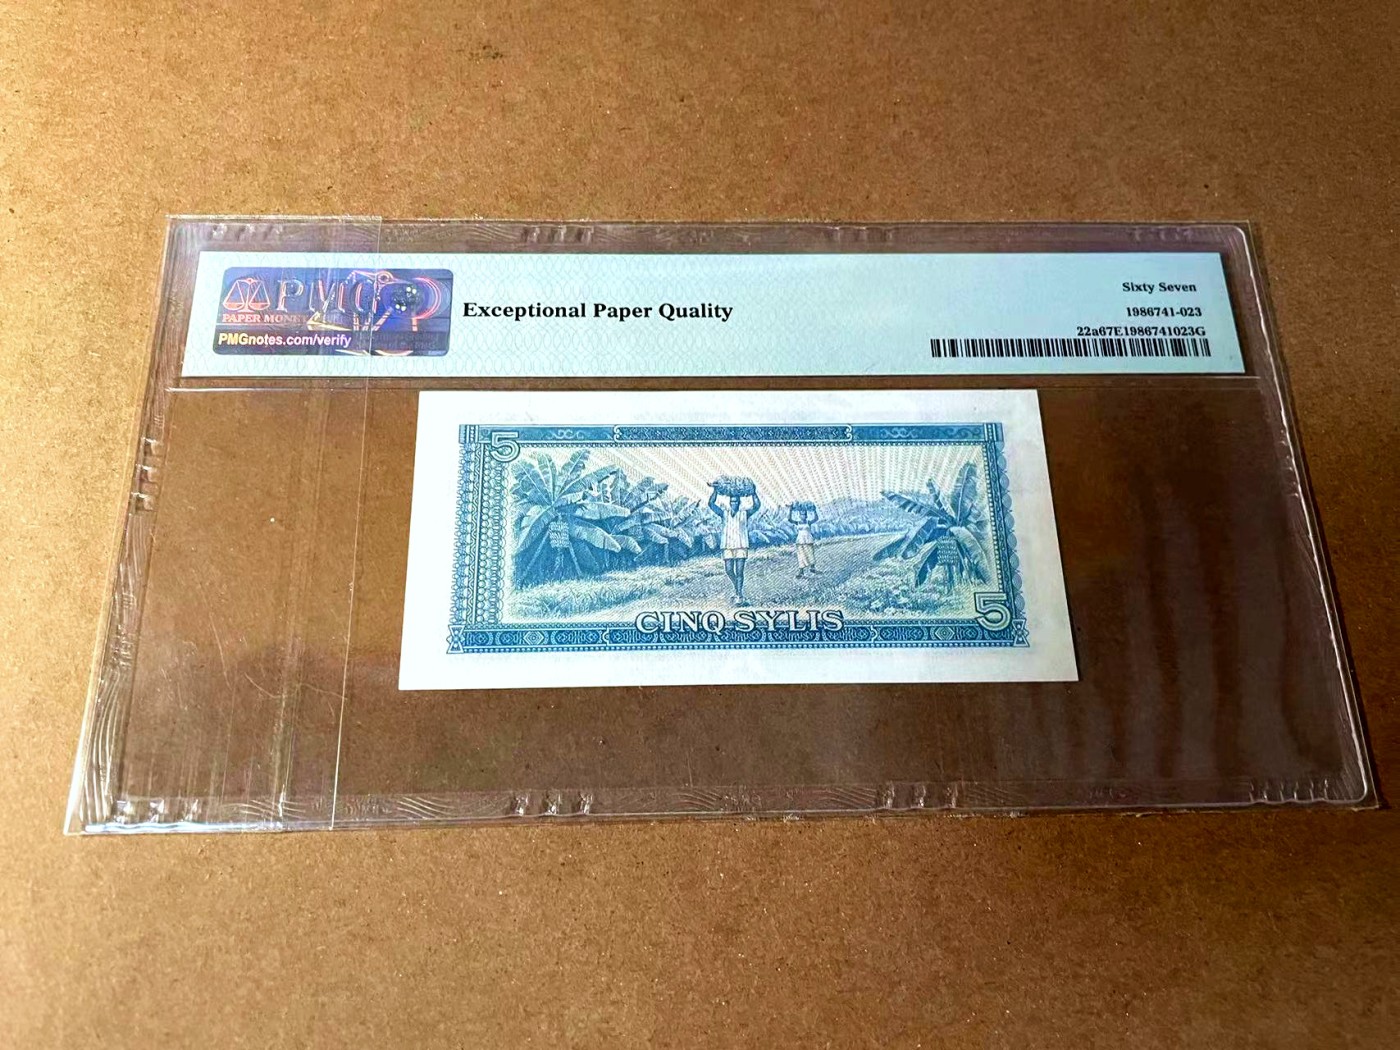 PMG
PAPER MONEY
PMGnotes.com/verify
Exceptional Paper Quality
Sixty Seven
1986741-023
22a67E1986741023G
5
CINQ SYLIS
5